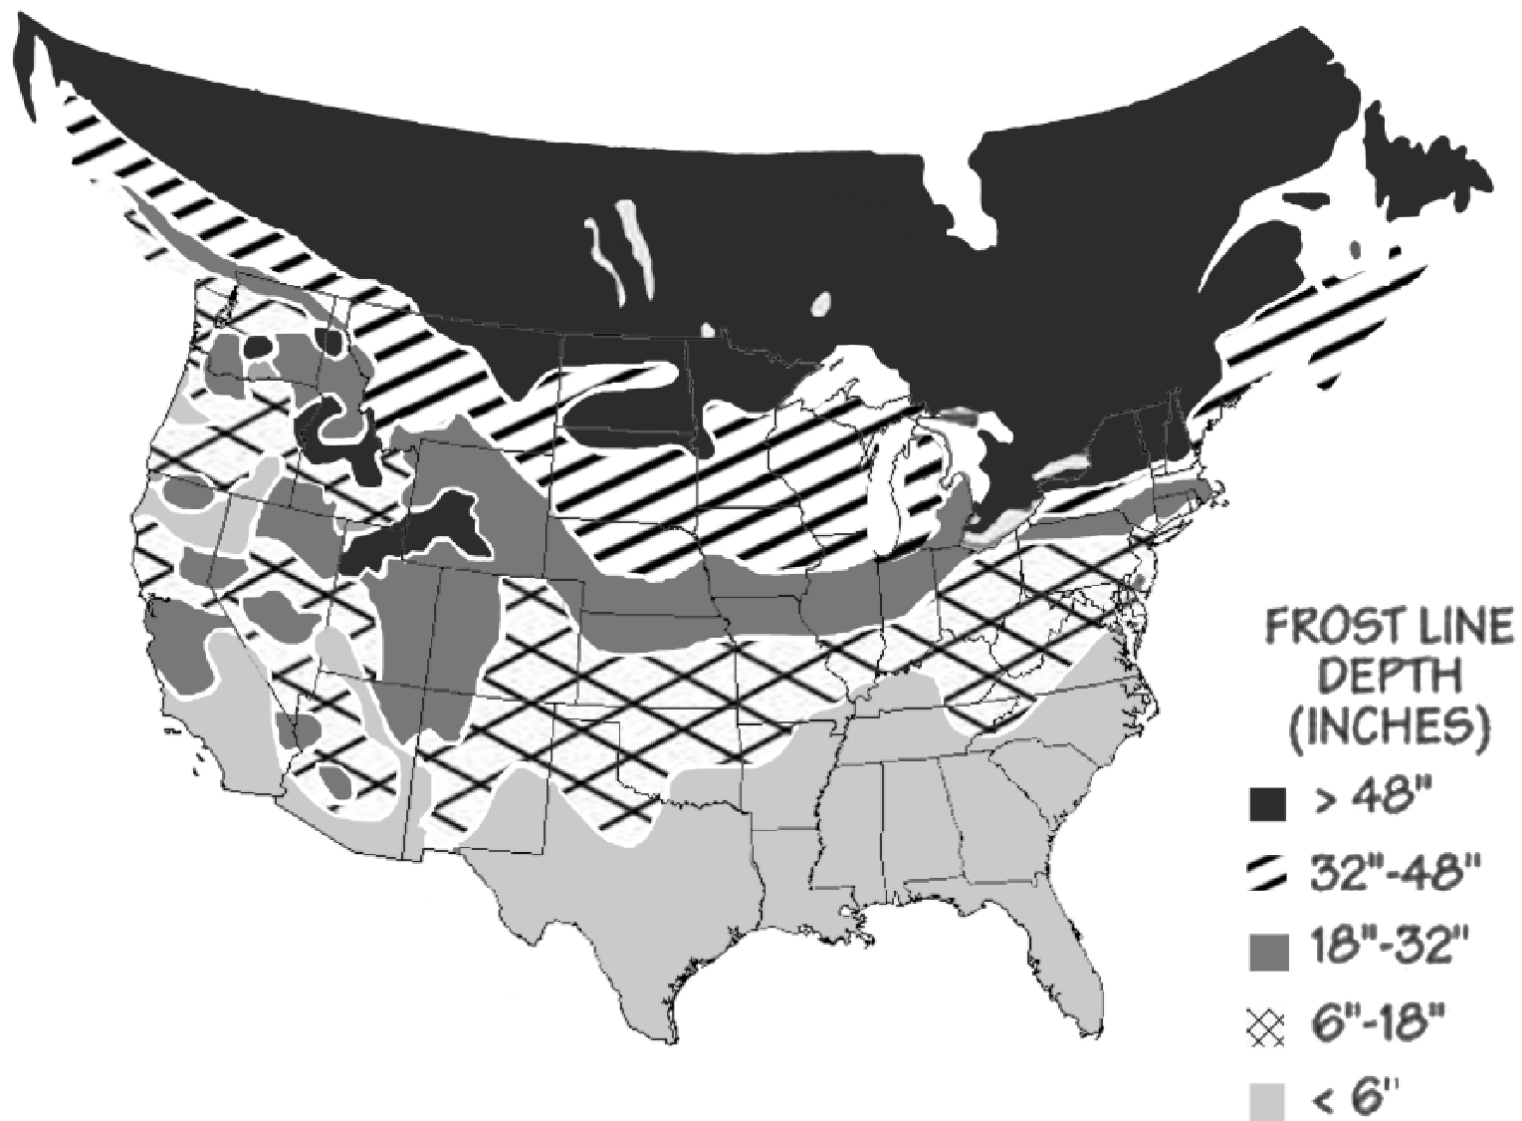 FROST LINE
DEPTH
(INCHES)
> 48"
32"-48"
18"-32"
6"-18"
< 6"